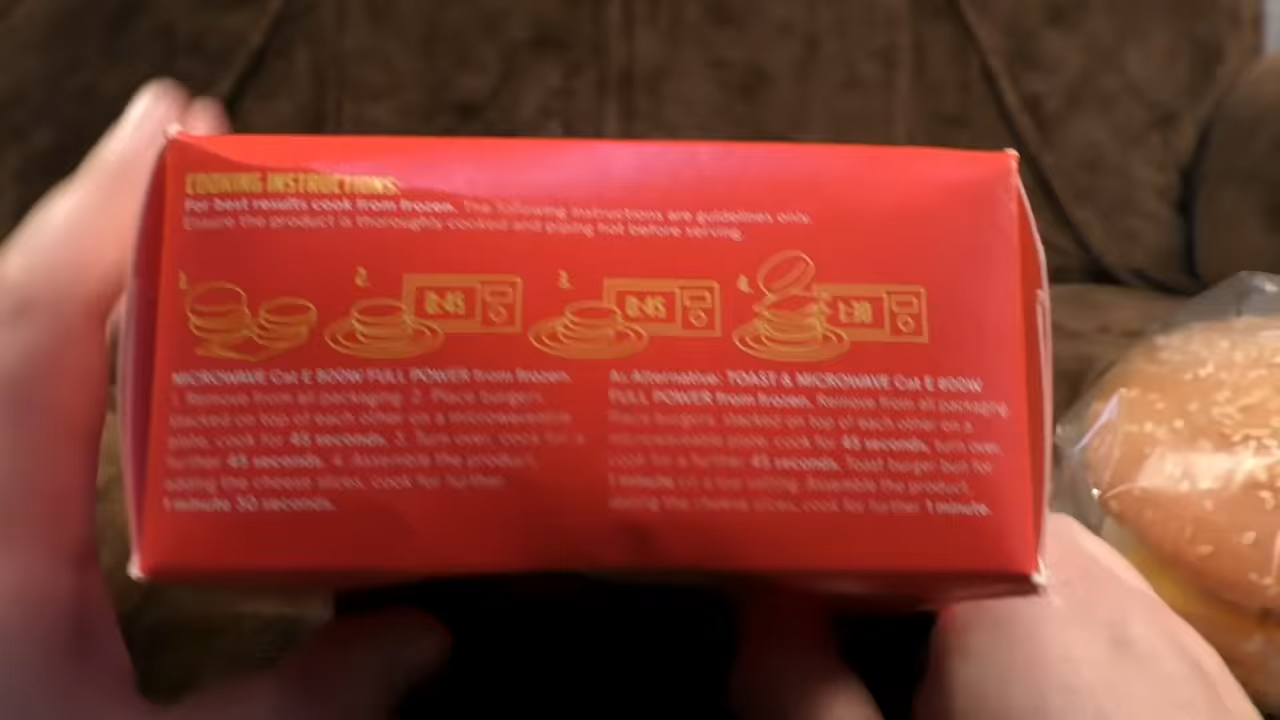 COOKING INSTRUCTIONS:
For best results cook from frozen. The following instructions are guidelines only.
Ensure the product is thoroughly cooked and piping hot before serving.
1.
2.
0:45
3.
0:45
4.
1:30
MICROWAVE Cat E 800W FULL POWER from frozen.
1. Remove from all packaging. 2. Place burgers,
stacked on top of each other on a microwaveable
plate, cook for 45 seconds. 3. Turn over, cook for a
further 45 seconds. 4. Assemble the product,
adding the cheese slices, cook for further
1 minute 30 seconds.
As Alternative: TOAST & MICROWAVE Cat E 800W
FULL POWER from frozen. Remove from all packaging.
Place burgers, stacked on top of each other on a
microwaveable plate, cook for 45 seconds, turn over,
cook for a further 45 seconds. Toast burger bun for
1 minute on a low setting. Assemble the product,
adding the cheese slices, cook for further 1 minute.